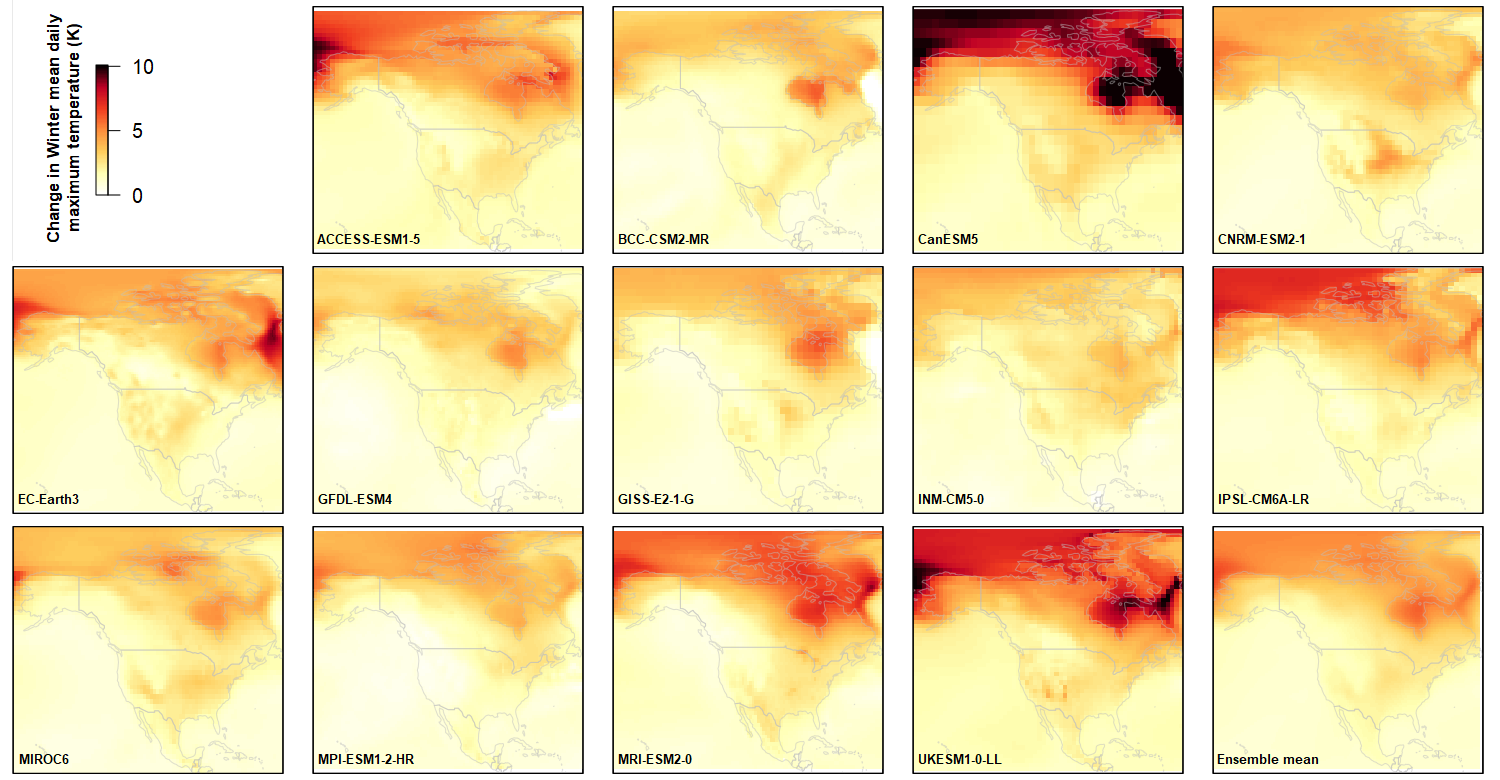 Change in Winter mean daily
maximum temperature (K)
10
5
0
ACCESS-ESM1-5
BCC-CSM2-MR
CanESM5
CNRM-ESM2-1
EC-Earth3
GFDL-ESM4
GISS-E2-1-G
INM-CM5-0
IPSL-CM6A-LR
MIROC6
MPI-ESM1-2-HR
MRI-ESM2-0
UKESM1-0-LL
Ensemble mean